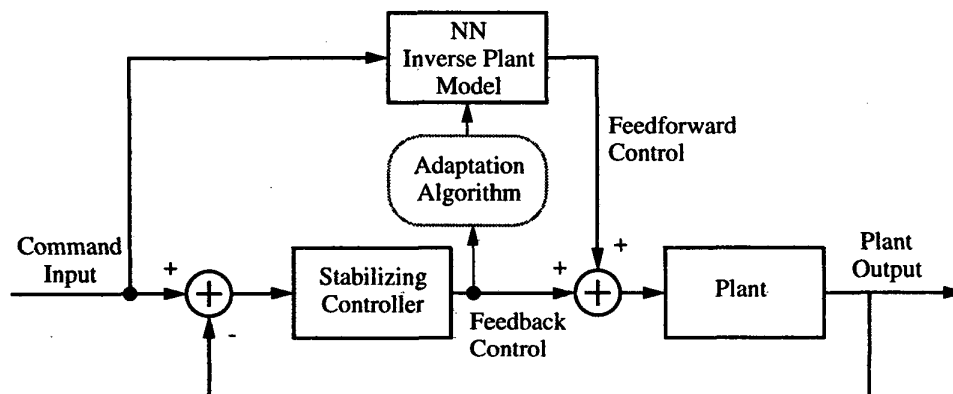 NN
Inverse Plant
Model
Feedforward
Control
Adaptation
Algorithm
Command
Input
+
+
Stabilizing
Controller
+
+
+
Plant
Plant
Output
-
Feedback
Control